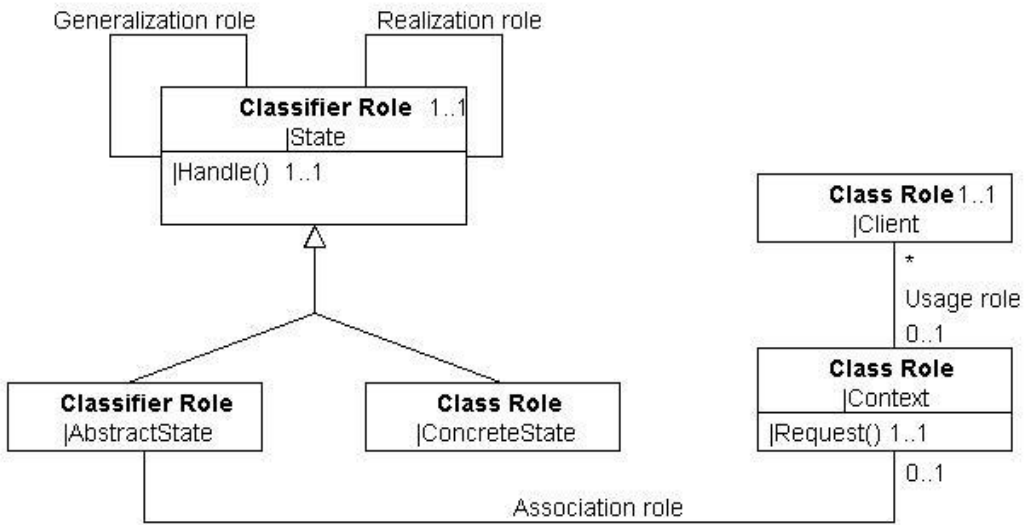 Generalization role
Realization role
Classifier Role 1..1
|State
|Handle() 1..1
Class Role 1..1
|Client
*
Usage role
0..1
Class Role
|Context
|Request() 1..1
0..1
Classifier Role
|AbstractState
Class Role
|ConcreteState
Association role